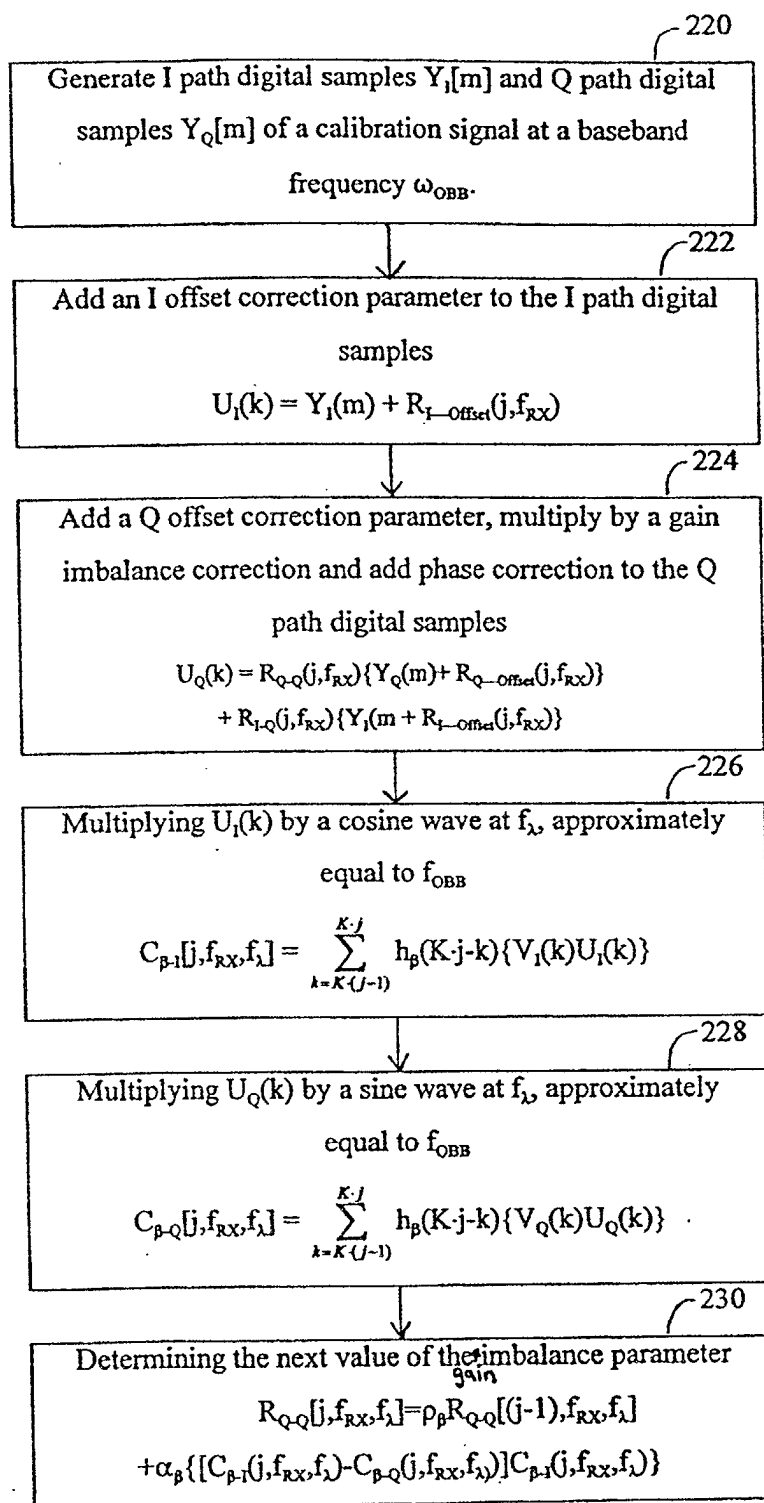 220
Generate I path digital samples Y_I[m] and Q path digital
samples Y_Q[m] of a calibration signal at a baseband
frequency ω_OBB.
222
Add an I offset correction parameter to the I path digital
samples
U_I(k) = Y_I(m) + R_I—Offset(j,f_RX)
224
Add a Q offset correction parameter, multiply by a gain
imbalance correction and add phase correction to the Q
path digital samples
U_Q(k) = R_Q-Q(j,f_RX){Y_Q(m)+ R_Q—Offset(j,f_RX)}
+ R_I-Q(j,f_RX){Y_I(m + R_I—Offset(j,f_RX)}
226
Multiplying U_I(k) by a cosine wave at f_λ, approximately
equal to f_OBB
C_β-I[j,f_RX,f_λ] = Σ_{k=K·(j-1)}^{K·j} h_β(K·j-k){V_I(k)U_I(k)}
228
Multiplying U_Q(k) by a sine wave at f_λ, approximately
equal to f_OBB
C_β-Q[j,f_RX,f_λ] = Σ_{k=K·(j-1)}^{K·j} h_β(K·j-k){V_Q(k)U_Q(k)}
230
Determining the next value of the imbalance parameter
gain
R_Q-Q[j,f_RX,f_λ]=ρ_βR_Q-Q[(j-1),f_RX,f_λ]
+α_β{[C_β-I(j,f_RX,f_λ)-C_β-Q(j,f_RX,f_λ)]C_β-I(j,f_RX,f_λ)}